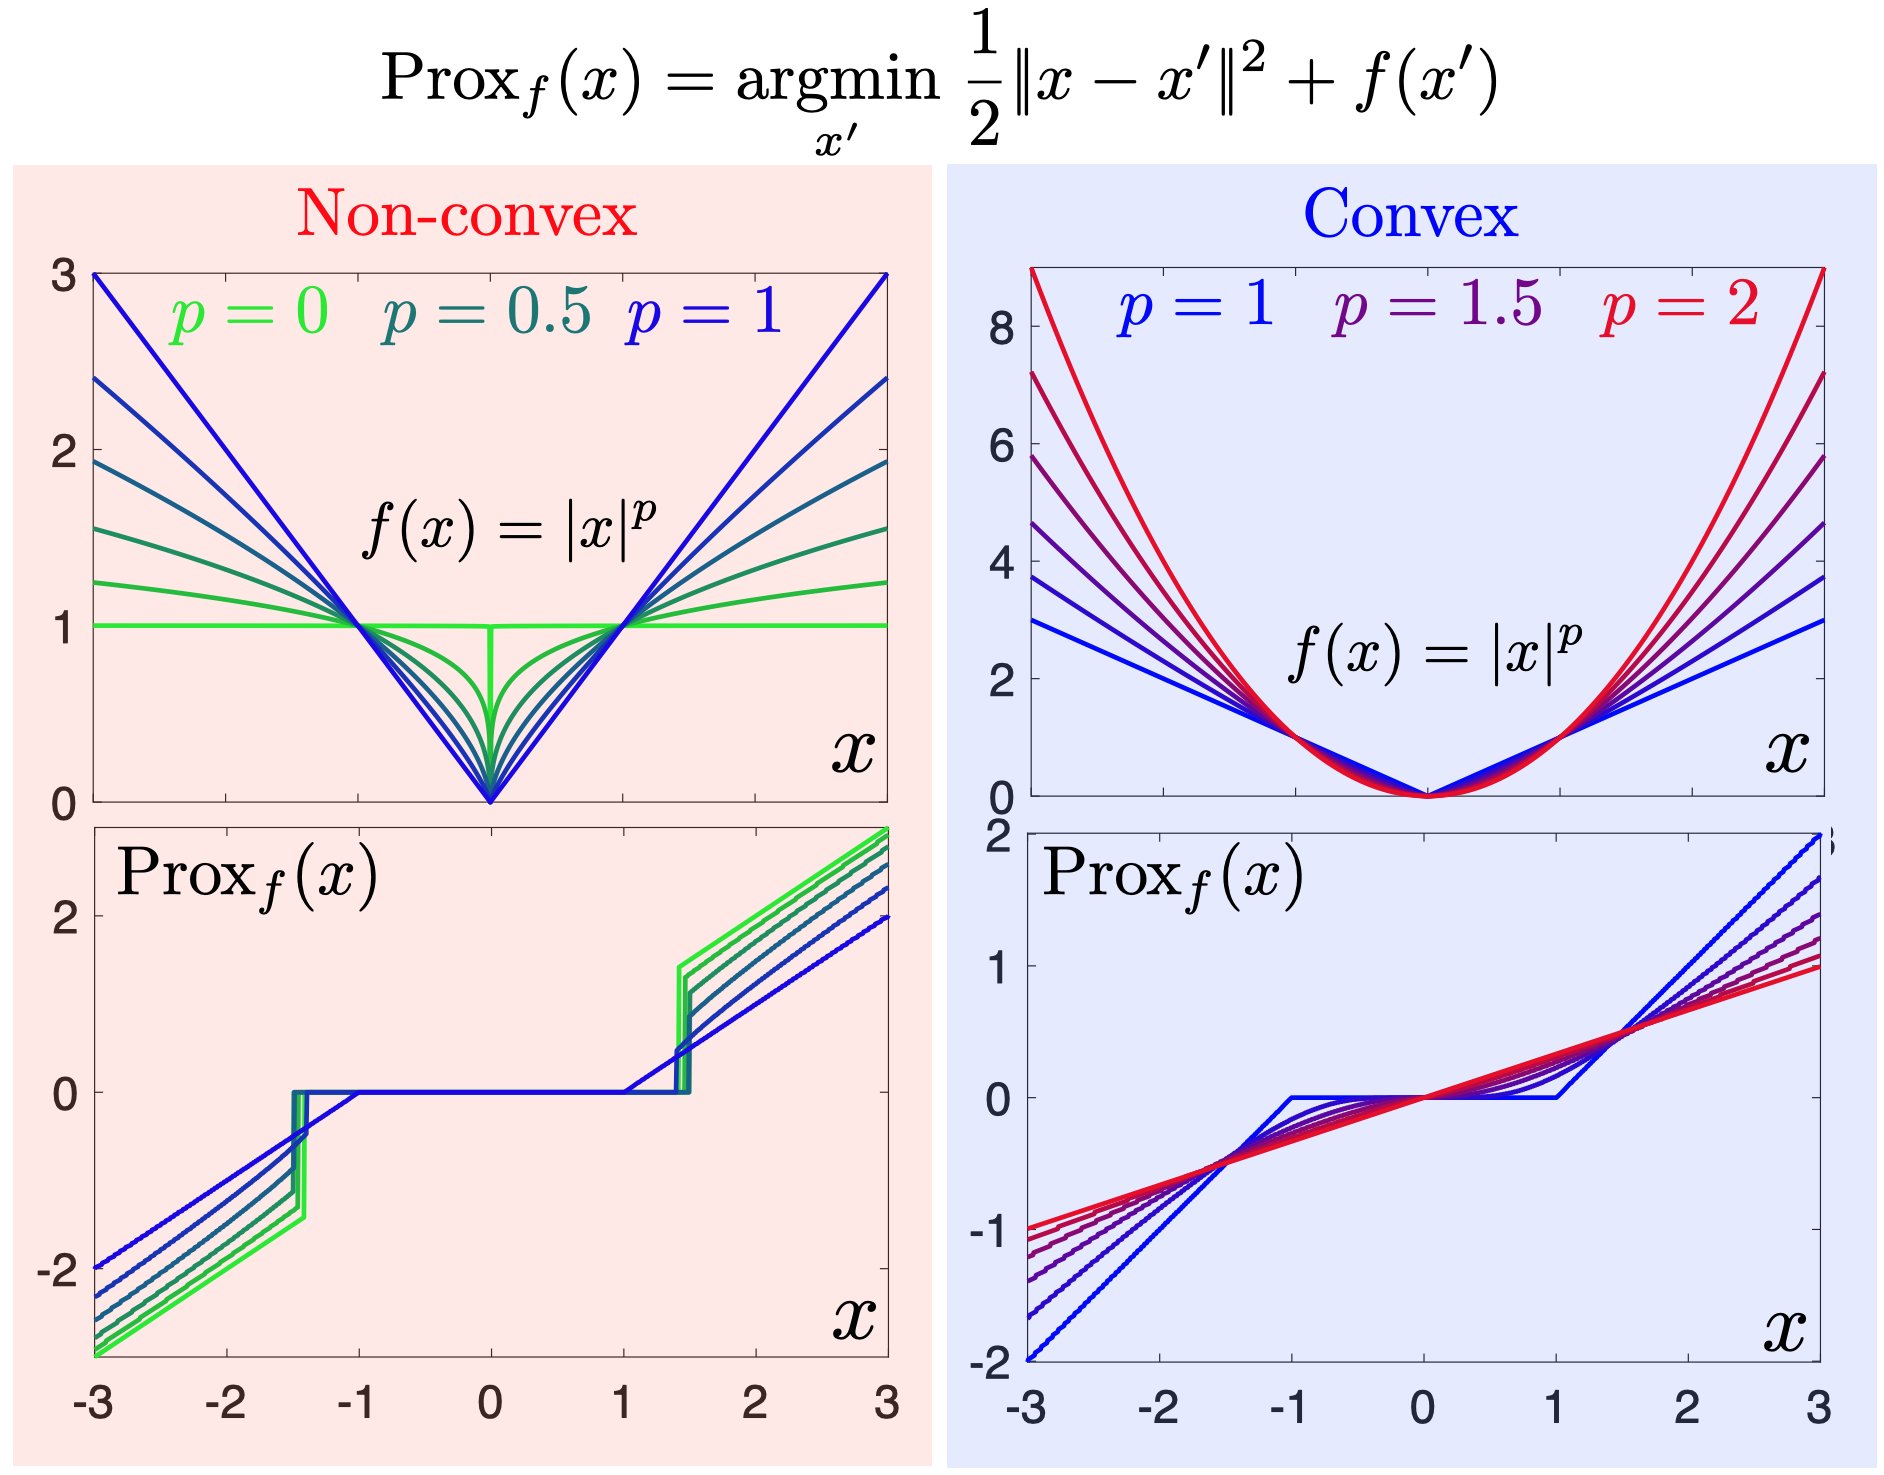 Prox_f(x) = argmin_{x′} 1/2 ‖x − x′‖² + f(x′)
Non-convex
3
p = 0 p = 0.5 p = 1
2
f(x) = |x|^p
1
x
0
Prox_f(x)
2
0
-2
x
-3 -2 -1 0 1 2 3
Convex
p = 1 p = 1.5 p = 2
8
6
4
f(x) = |x|^p
2
x
0
2
Prox_f(x)
1
0
-1
x
-2
-3 -2 -1 0 1 2 3